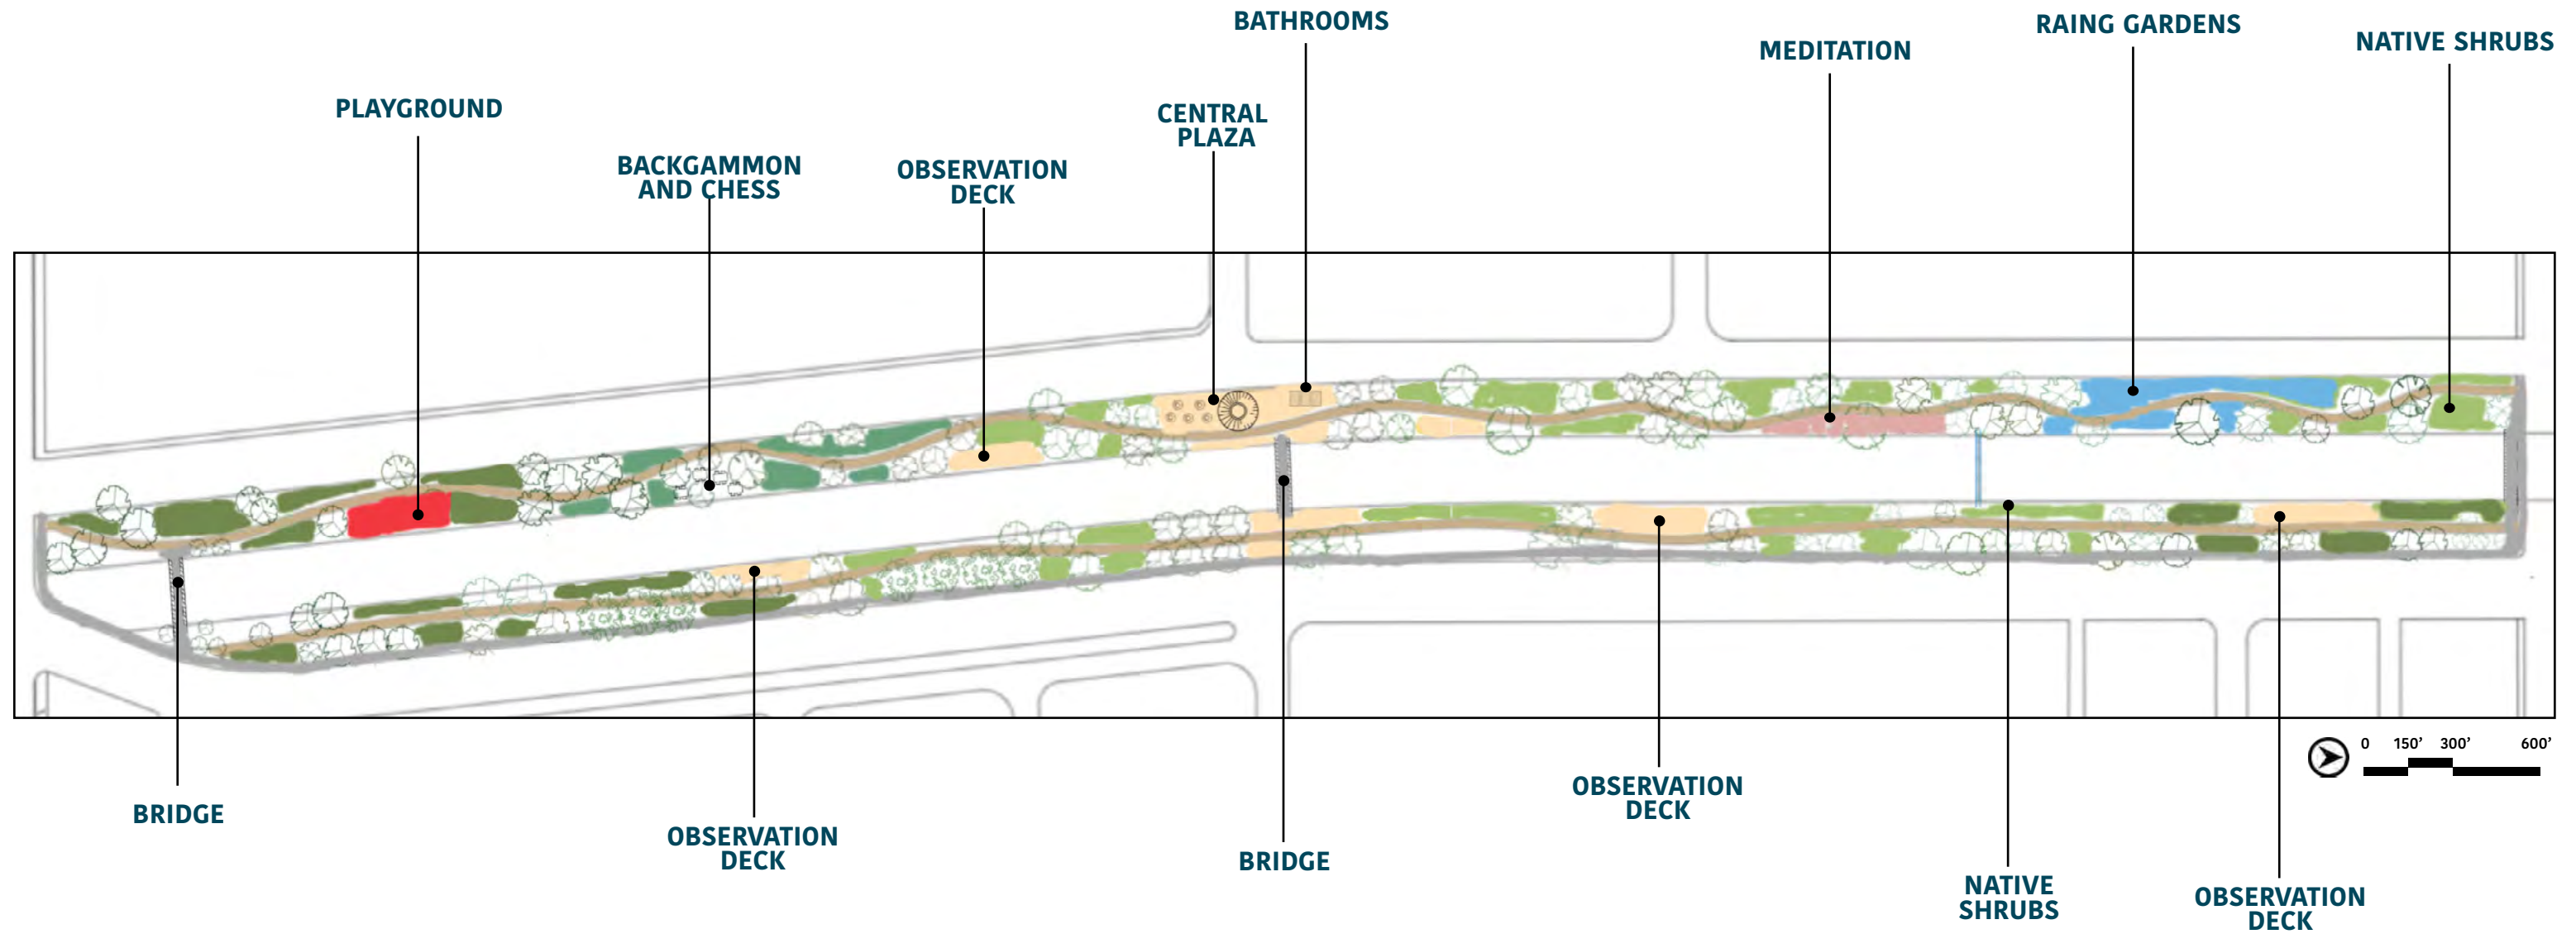 BATHROOMS
RAING GARDENS
NATIVE SHRUBS
MEDITATION
PLAYGROUND
CENTRAL
PLAZA
BACKGAMMON
AND CHESS
OBSERVATION
DECK
0 150’ 300’ 600’
BRIDGE
OBSERVATION
DECK
BRIDGE
OBSERVATION
DECK
NATIVE
SHRUBS
OBSERVATION
DECK